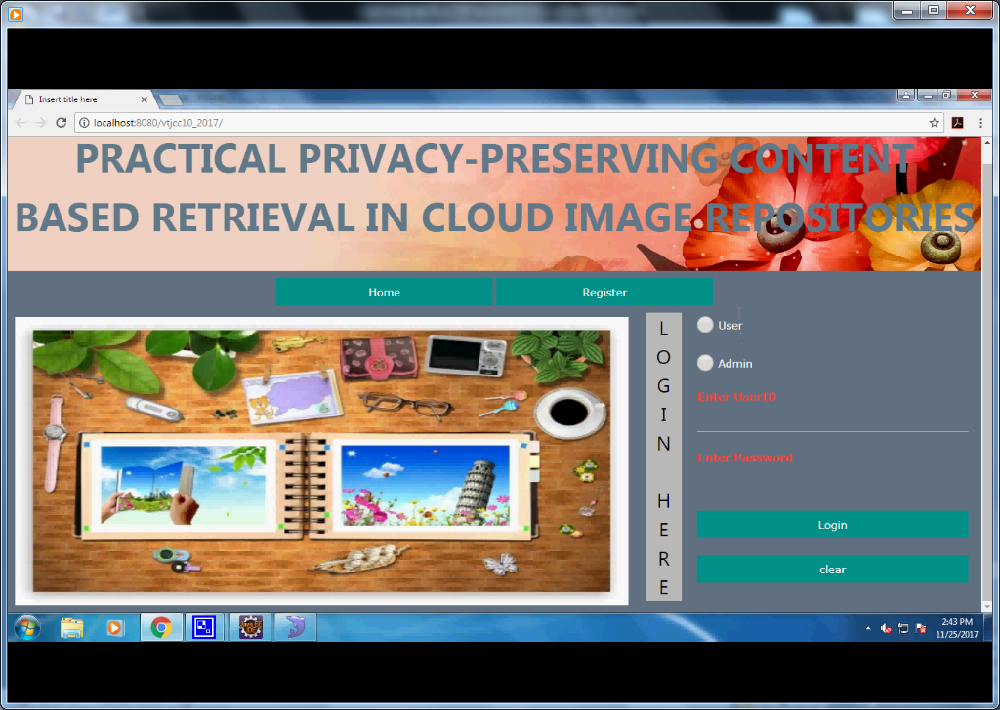 Insert title here
localhost:8080/vtjcc10_2017/
PRACTICAL PRIVACY-PRESERVING CONTENT
BASED RETRIEVAL IN CLOUD IMAGE REPOSITORIES
Home
Register
L
O
G
I
N
H
E
R
E
User
Admin
Enter UserID
Enter Password
Login
clear
2:43 PM
11/25/2017